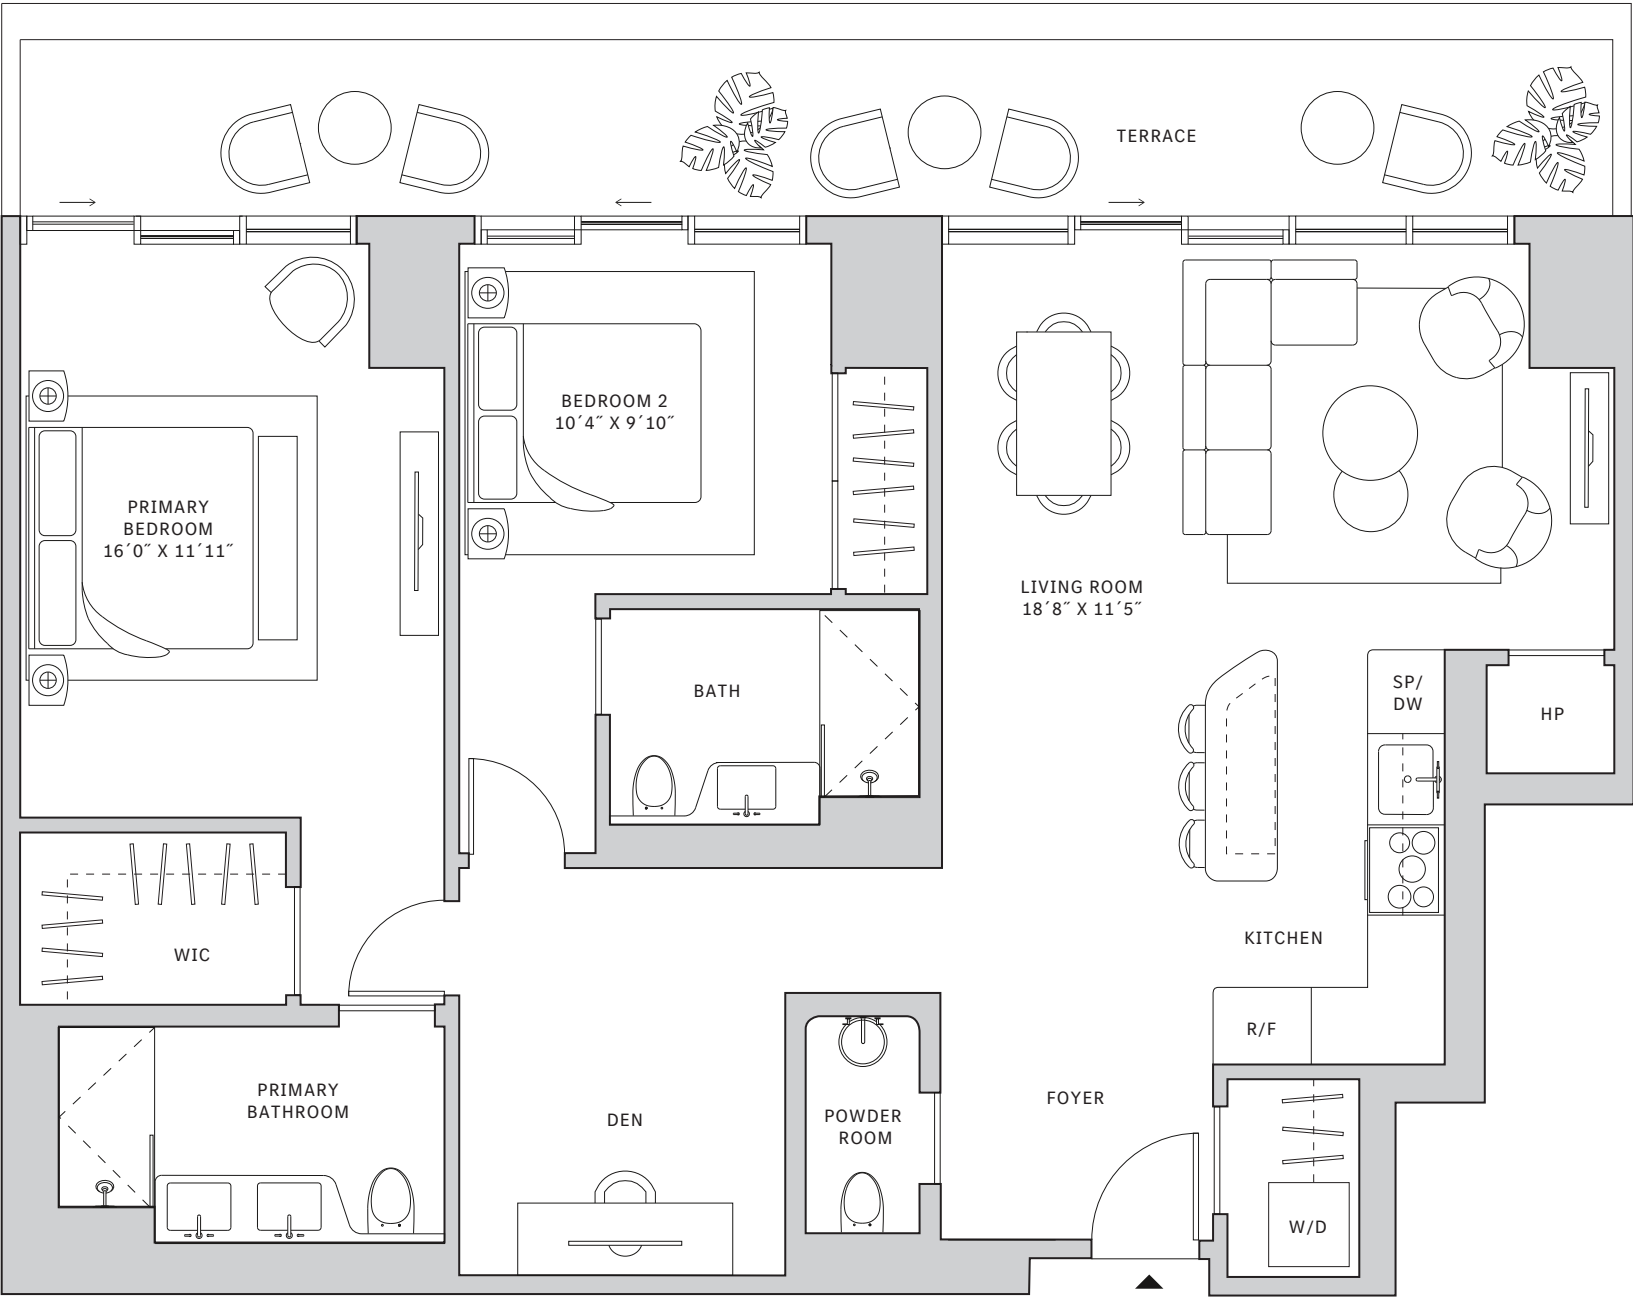 TERRACE
BEDROOM 2
10´4˝ X 9´10˝
PRIMARY
BEDROOM
16´0˝ X 11´11˝
LIVING ROOM
18´8˝ X 11´5˝
BATH
SP/
DW
HP
WIC
KITCHEN
R/F
PRIMARY
BATHROOM
DEN
POWDER
ROOM
FOYER
W/D